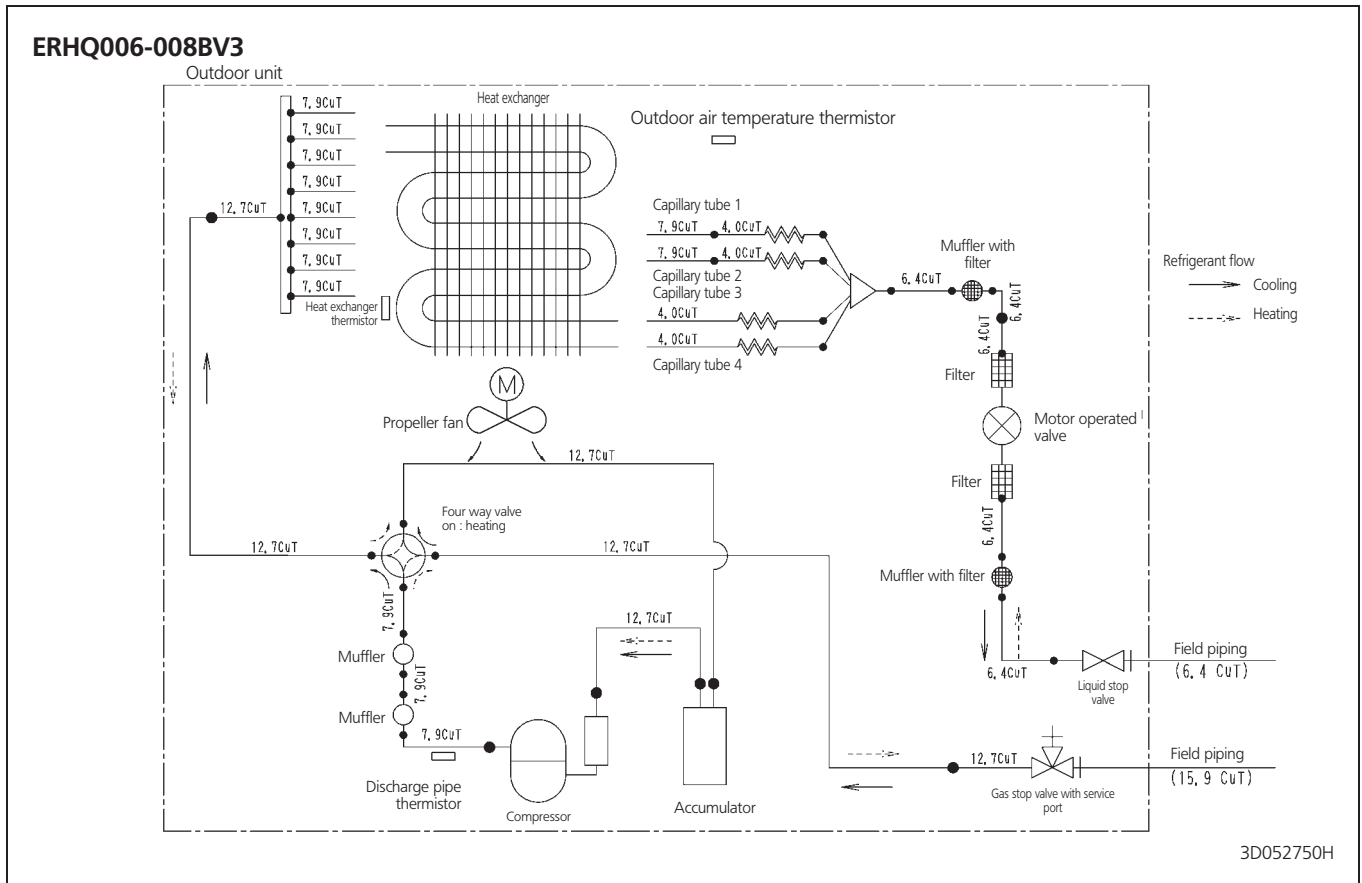 ERHQ006-008BV3
Outdoor unit
7,9CuT
7,9CuT
7,9CuT
7,9CuT
7,9CuT
7,9CuT
7,9CuT
7,9CuT
12,7CuT
Heat exchanger
Heat exchanger
thermistor
Outdoor air temperature thermistor
Capillary tube 1
7,9CuT 4,0CuT
7,9CuT 4,0CuT
Capillary tube 2
Capillary tube 3
4,0CuT
4,0CuT
Capillary tube 4
6,4CuT
Muffler with
filter
6,4CuT
6,4CuT
Refrigerant flow
Cooling
Heating
Filter
Motor operated
valve
Filter
6,4CuT
Muffler with filter
6,4CuT
Liquid stop
valve
Field piping
(6,4 CuT)
M
Propeller fan
12,7CuT
Four way valve
on : heating
12,7CuT
12,7CuT
7,9CuT
Muffler
7,9CuT
Muffler
7,9CuT
Discharge pipe
thermistor
Compressor
12,7CuT
Accumulator
12,7CuT
Gas stop valve with service
port
Field piping
(15,9 CuT)
3D052750H